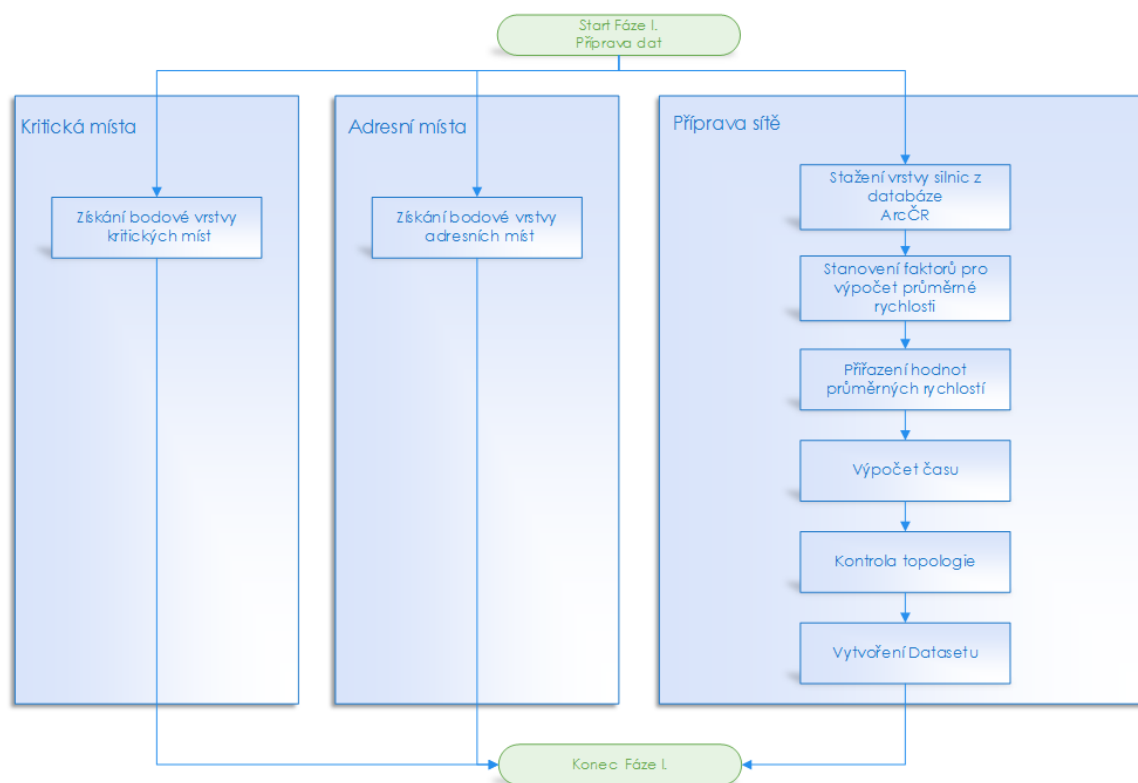 Start Fáze I.
Příprava dat
Kritická místa
Získání bodové vrstvy
kritických míst
Adresní místa
Získání bodové vrstvy
adresních míst
Příprava sítě
Stažení vrstvy silnic z
databáze
ArcČR
Stanovení faktorů pro
výpočet průměrné
rychlosti
Přiřazení hodnot
průměrných rychlostí
Výpočet času
Kontrola topologie
Vytvoření Datasetu
Konec Fáze I.